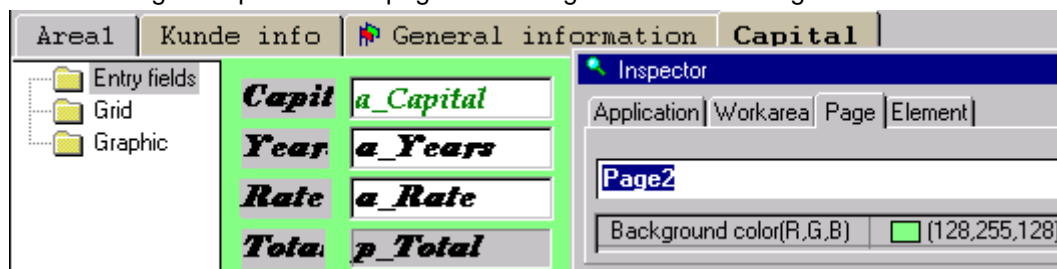 Area1 Kunde info General information Capital
Entry fields
Grid
Graphic
Capit a_Capital
Year a_Years
Rate a_Rate
Tota p_Total
Inspector
Application Workarea Page Element
Page2
Background color(R,G,B) (128,255,128)